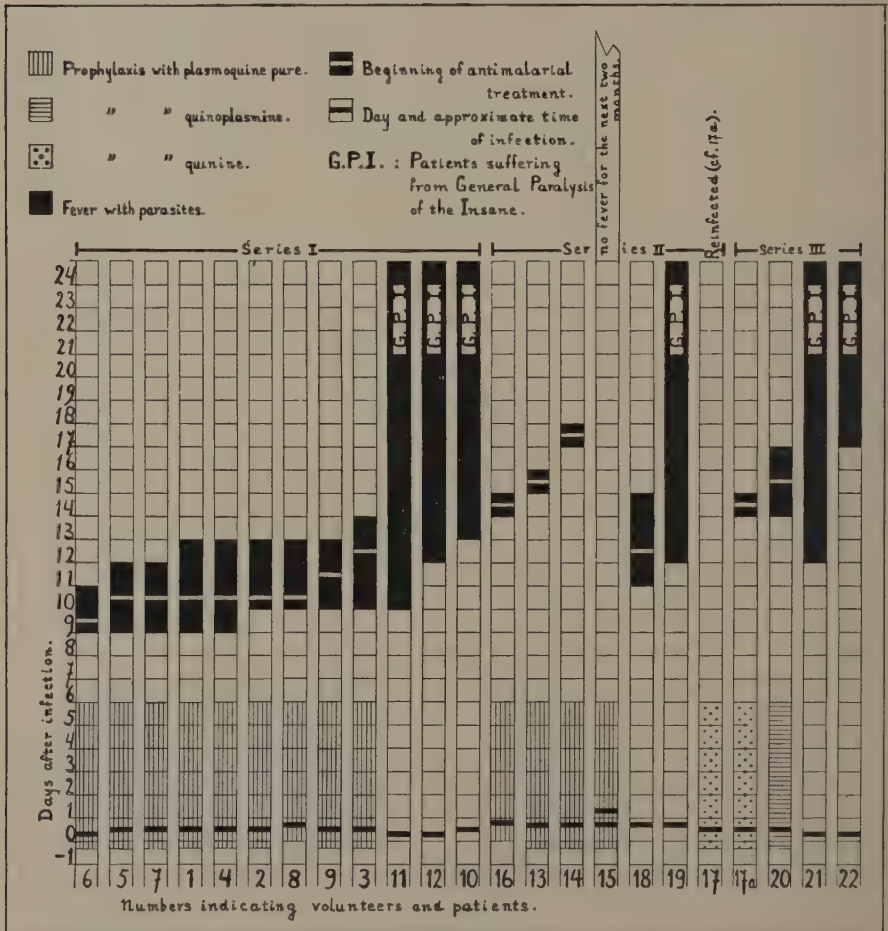 Prophylaxis with plasmoquine pure.
" " quinoplasmine.
" " quinine.
Fever with parasites.
Beginning of antimalarial
treatment.
Day and approximate time
of infection.
G.P.I. : Patients suffering
from General Paralysis
of the Insane.
no fever for the next two
months.
Reinfected (cf. 17a).
Series I
Series II
Series III
24
23
22
21
20
19
18
17
16
15
14
13
12
11
10
9
8
7
6
5
4
3
2
1
0
-1
Days after infection.
G.P.I.
G.P.I.
G.P.I.
G.P.I.
G.P.I.
G.P.I.
6 5 7 1 4 2 8 9 3 11 12 10 16 13 14 15 18 19 17 17a 20 21 22
Numbers indicating volunteers and patients.